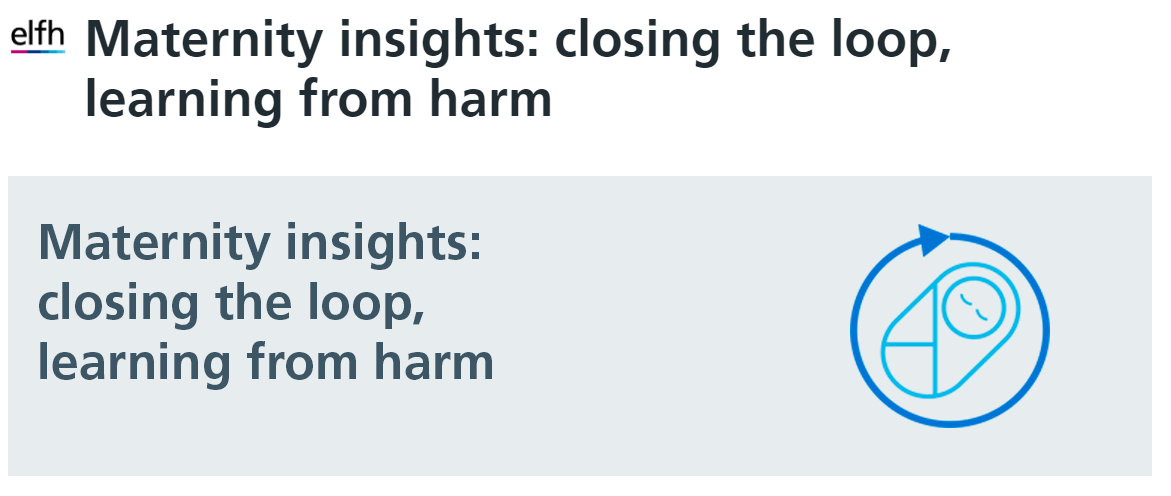 elfh
Maternity insights: closing the loop,
learning from harm
Maternity insights:
closing the loop,
learning from harm